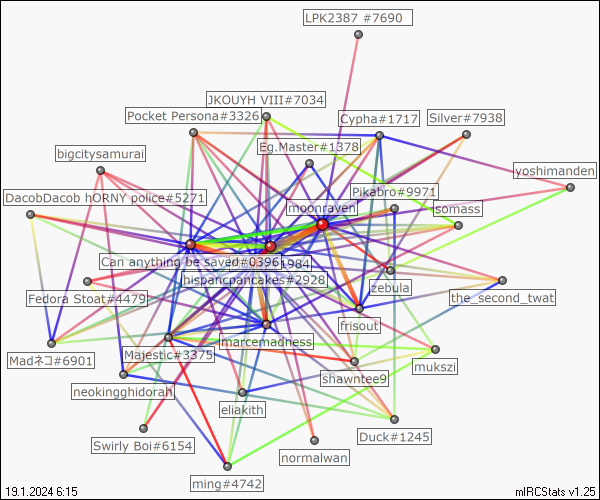 LPK2387 #7690
JKOUYH VIII#7034
Pocket Persona#3326
Cypha#1717
Silver#7938
Eg.Master#1378
bigcitysamurai
yoshimanden
Pikabro#9971
DacobDacob hORNY police#5271
moonraven
somass
Can anything be saved#0396
1984
hispancpancakes#2928
zebula
Fedora Stoat#4479
the_second_twat
frisout
marcemadness
Majestic#3375
Madネコ#6901
mukszi
shawntee9
neokingghidorah
eliakith
Duck#1245
Swirly Boi#6154
normalwan
ming#4742
19.1.2024 6:15
mIRCStats v1.25